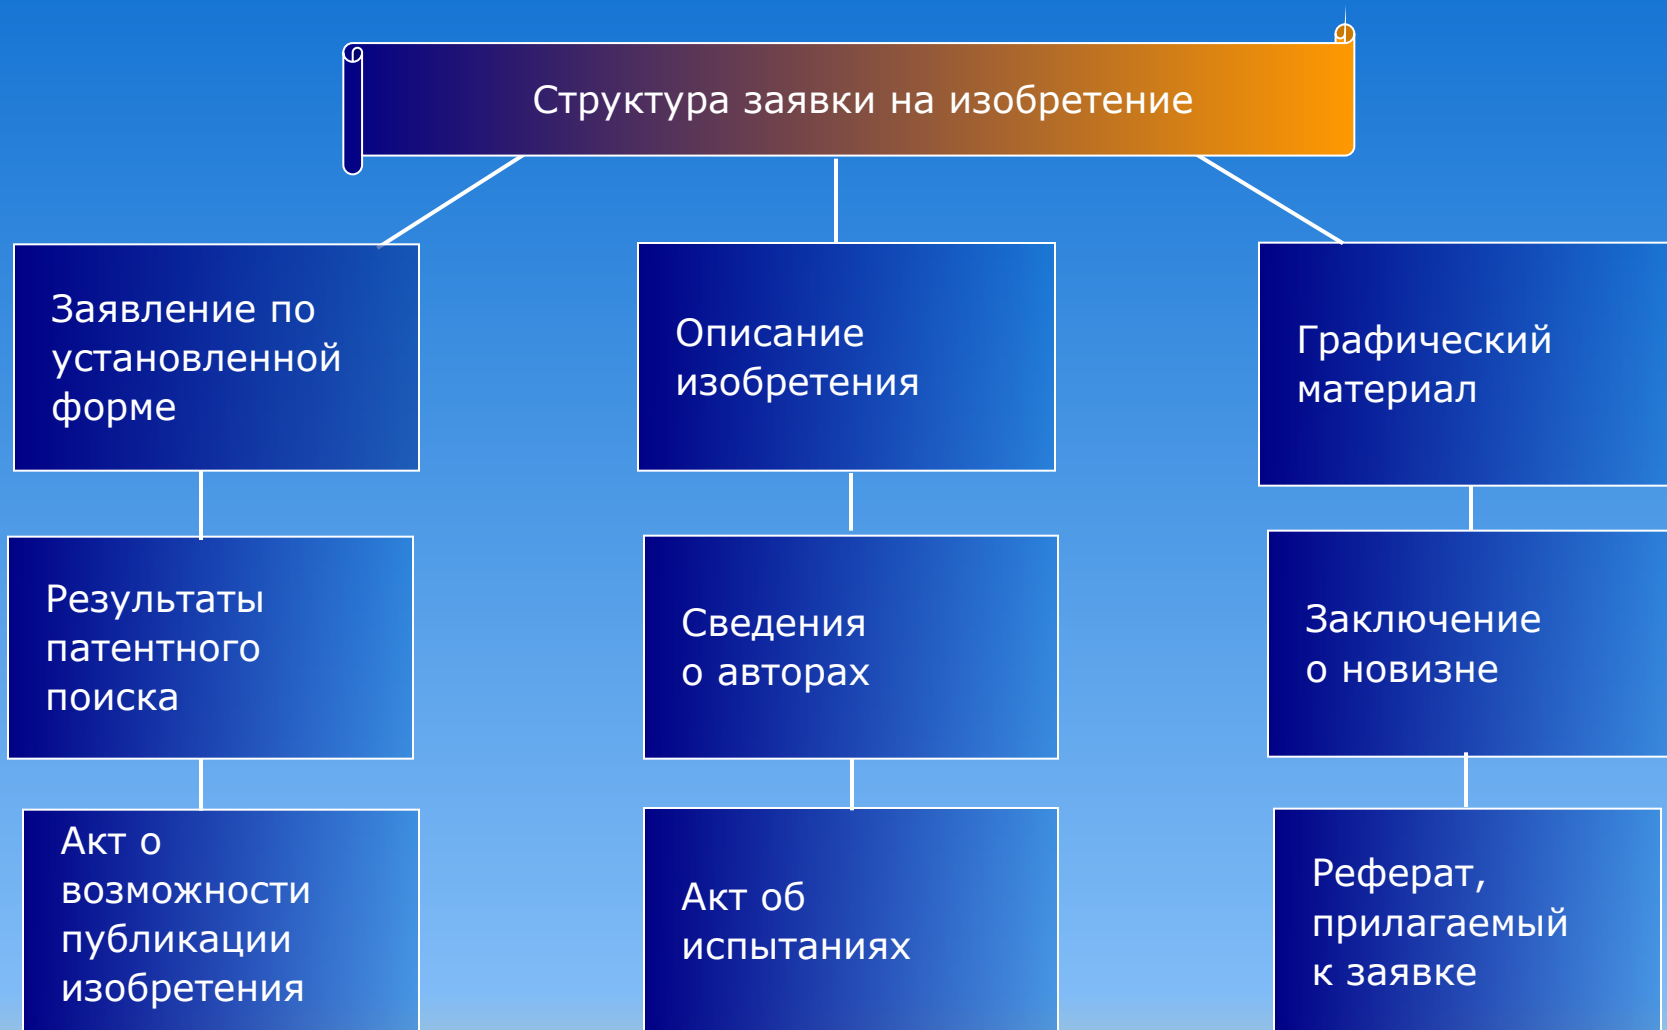 Структура заявки на изобретение
Заявление по
установленной
форме
Описание
изобретения
Графический
материал
Результаты
патентного
поиска
Сведения
о авторах
Заключение
о новизне
Акт о
возможности
публикации
изобретения
Акт об
испытаниях
Реферат,
прилагаемый
к заявке